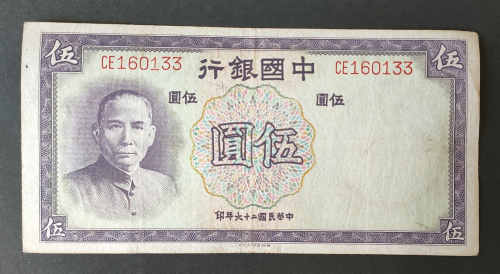 伍 伍
CE160133 中國銀行 CE160133
伍圓 伍圓
伍圓
中華民國二十六年印
伍 伍